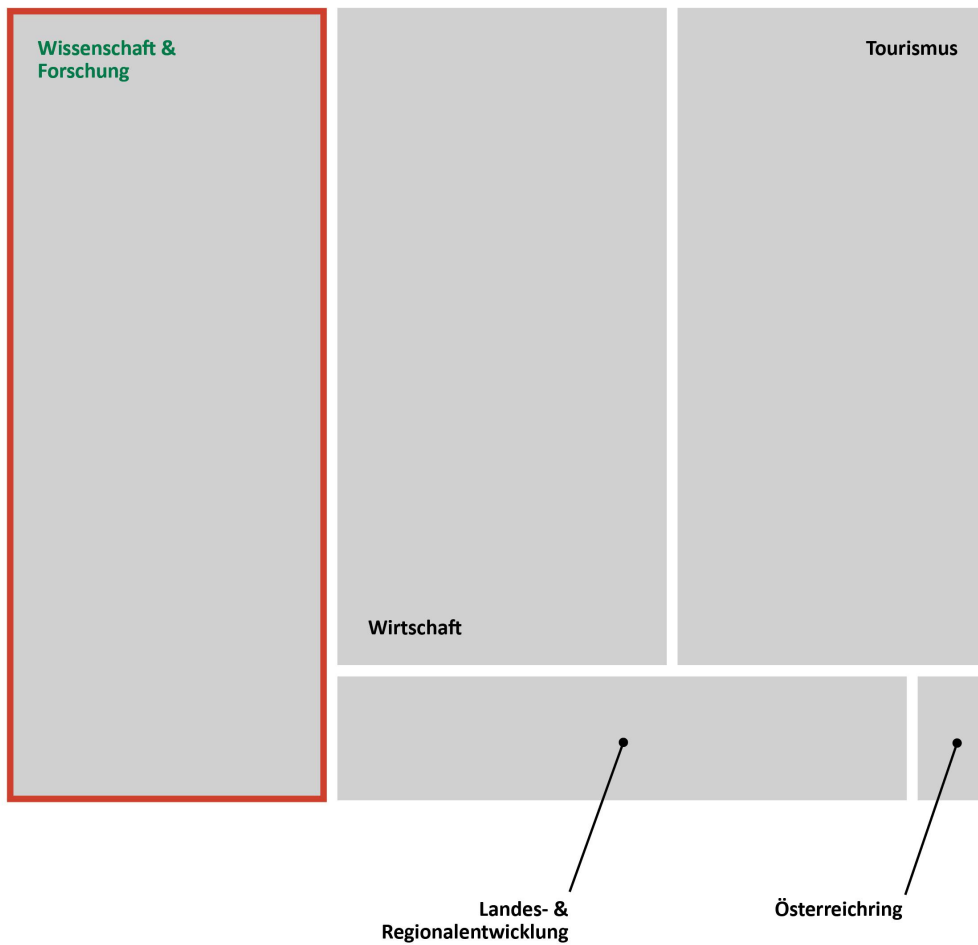 Wissenschaft &
Forschung
Tourismus
Wirtschaft
Landes- &
Regionalentwicklung
Österreichring